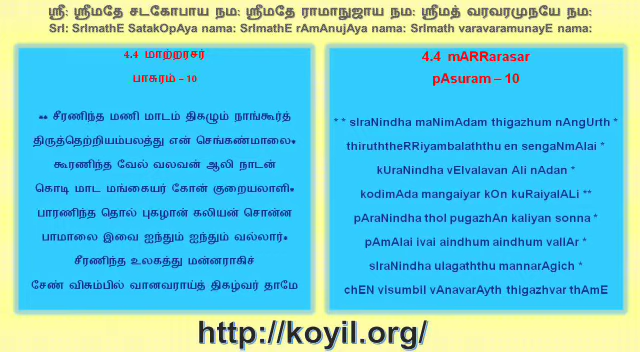 ஸ்ரீ: ஸ்ரீமதே சடகோபாய நம: ஸ்ரீமதே ராமாநுஜாய நம: ஸ்ரீமத் வரவரமுநயே நம:
SrI: SrImathE SatakOpAya nama: SrImathE rAmAnujAya nama: SrImath varavaramunayE nama:
4.4 மாற்றரசர்
பாசுரம் – 10
** சீரணிந்த மணி மாடம் திகழும் நாங்கூர்த்
திருத்தெற்றியம்பலத்து என் செங்கண்மாலை*
கூரணிந்த வேல் வலவன் ஆலி நாடன்
கொடி மாட மங்கையர் கோன் குறையலாளி*
பாரணிந்த தொல் புகழான் கலியன் சொன்ன
பாமாலை இவை ஐந்தும் ஐந்தும் வல்லார்*
சீரணிந்த உலகத்து மன்னராகிச்
சேண் விசும்பில் வானவராய்த் திகழ்வர் தாமே
4.4 mARRarasar
pAsuram – 10
* * sIraNindha maNimAdam thigazhum nAngUrth *
thiruththeRRiyambalaththu en sengaNmAlai *
kUraNindha vElvalavan Ali nAdan *
kodimAda mangaiyar kOn kuRaiyalALi **
pAraNindha thol pugazhAn kaliyan sonna *
pAmAlai ivai aindhum aindhum vallAr *
sIraNindha ulagaththu mannarAgich *
chEN visumbil vAnavarAyth thigazhvar thAmE
http://koyil.org/